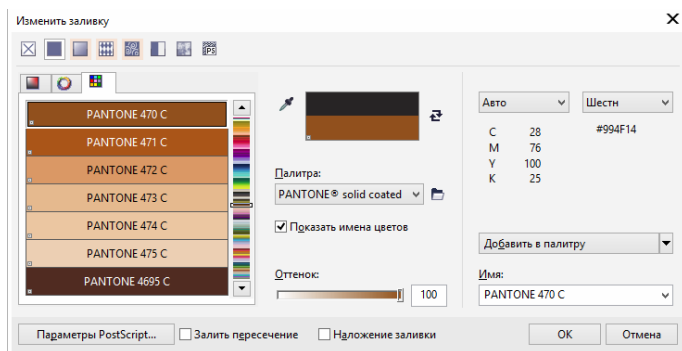 Изменить заливку
PANTONE 470 C
PANTONE 471 C
PANTONE 472 C
PANTONE 473 C
PANTONE 474 C
PANTONE 475 C
PANTONE 4695 C
Палитра:
PANTONE® solid coated
Показать имена цветов
Оттенок:
100
Авто
Шестн
C 28
M 76
Y 100
K 25
#994F14
Добавить в палитру
Имя:
PANTONE 470 C
Параметры PostScript...
Залить пересечение
Наложение заливки
OK
Отмена